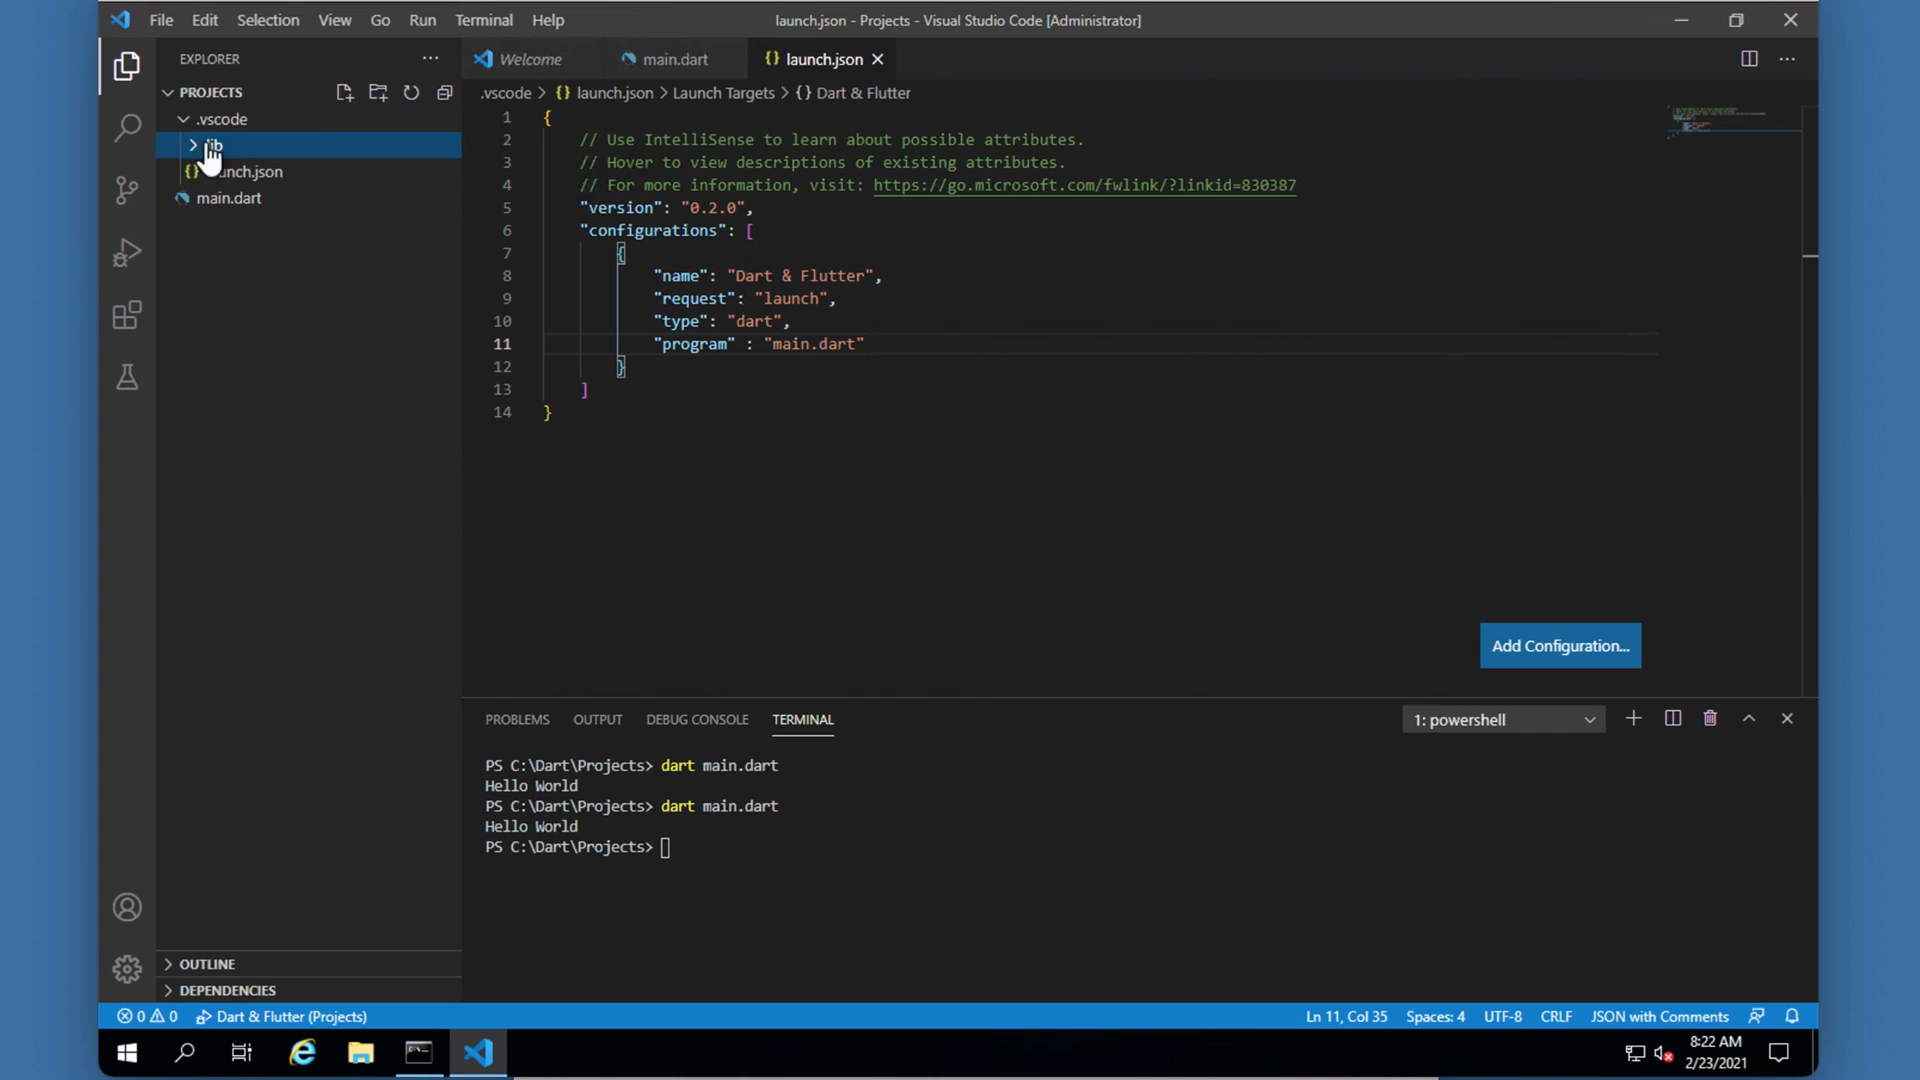 File Edit Selection View Go Run Terminal Help
launch.json - Projects - Visual Studio Code [Administrator]
EXPLORER
PROJECTS
.vscode
lib
main.dart
Welcome
main.dart
launch.json
.vscode > {} launch.json > Launch Targets > {} Dart & Flutter
1 {
2 // Use IntelliSense to learn about possible attributes.
3 // Hover to view descriptions of existing attributes.
4 // For more information, visit: https://go.microsoft.com/fwlink/?linkid=830387
5 "version": "0.2.0",
6 "configurations": [
7 {
8 "name": "Dart & Flutter",
9 "request": "launch",
10 "type": "dart",
11 "program" : "main.dart"
12 }
13 ]
14 }
Add Configuration...
PROBLEMS OUTPUT DEBUG CONSOLE TERMINAL
1: powershell
PS C:\Dart\Projects> dart main.dart
Hello World
PS C:\Dart\Projects> dart main.dart
Hello World
PS C:\Dart\Projects>
OUTLINE
DEPENDENCIES
0 0 Dart & Flutter (Projects)
Ln 11, Col 35 Spaces: 4 UTF-8 CRLF JSON with Comments
8:22 AM
2/23/2021